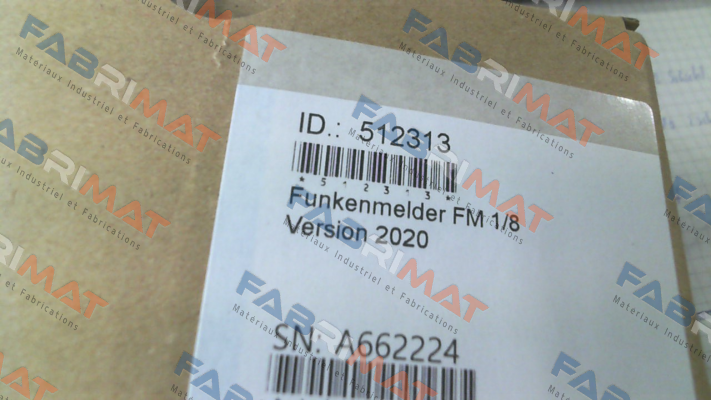 ID.: 512313
*512313*
Funkenmelder FM 1/8
Version 2020
SN: A662224
FABRIMAT
Materiaux Industriel et Fabrications